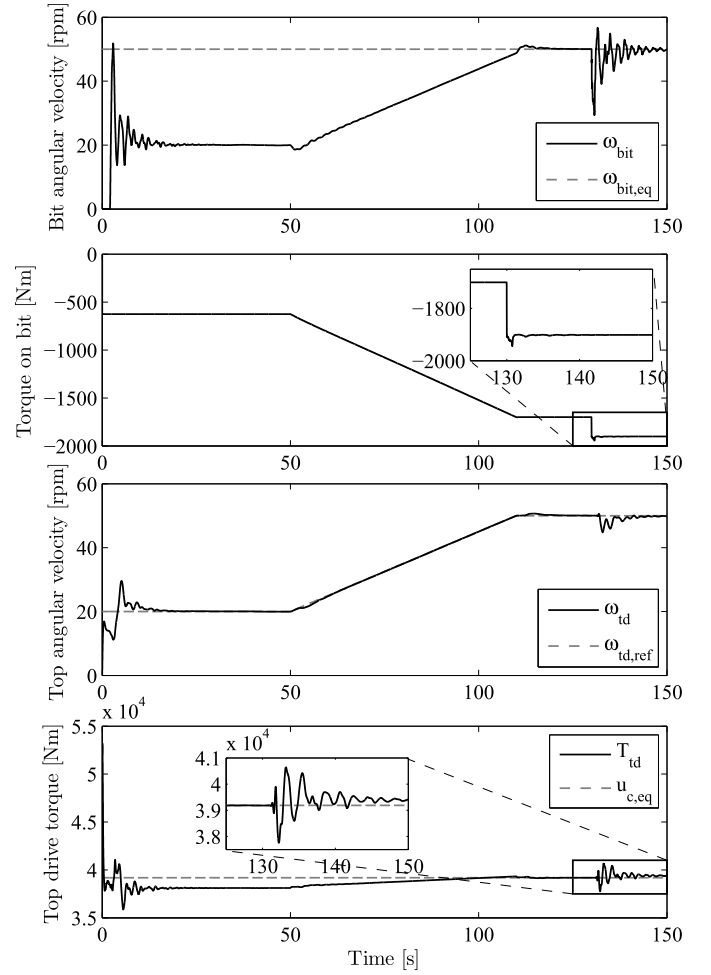 60
40
20
0
Bit angular velocity [rpm]
ω_bit
ω_bit,eq
0 50 100 150
0
−500
−1000
−1500
−2000
Torque on bit [Nm]
−1800
−2000
130 140 150
0 50 100 150
60
40
20
0
Top angular velocity [rpm]
ω_td
ω_td,ref
0 50 100 150
x 10^4
5.5
5
4.5
4
3.5
Top drive torque [Nm]
x 10^4
4.1
4
3.9
3.8
130 140 150
T_td
u_c,eq
0 50 100 150
Time [s]